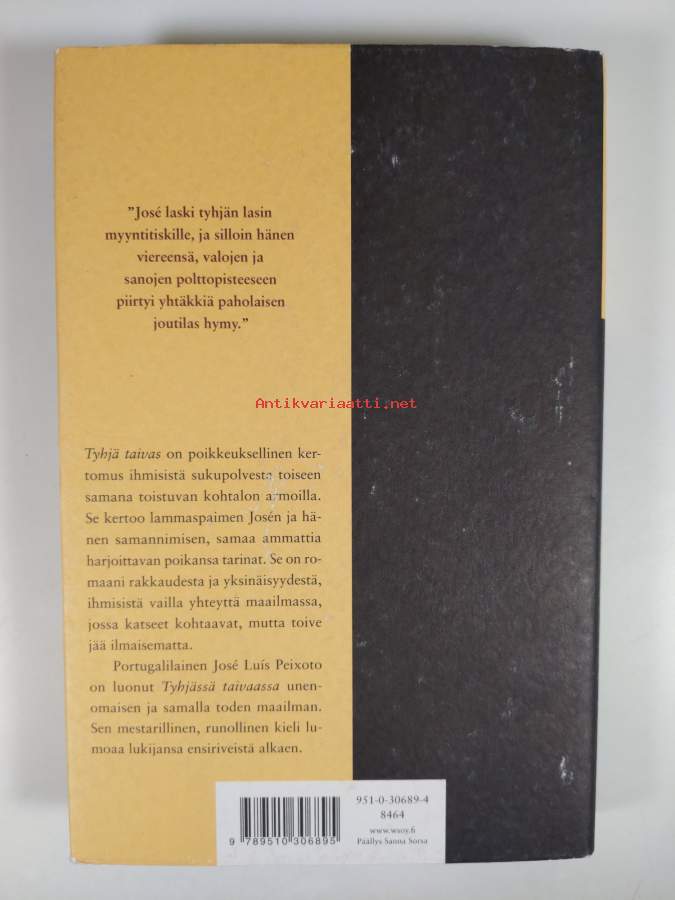 ”José laski tyhjän lasin
myyntitiskille, ja silloin hänen
viereensä, valojen ja
sanojen polttopisteeseen
piirtyi yhtäkkiä paholaisen
joutilas hymy.”
Antikvariaatti.net
Tyhjä taivas on poikkeuksellinen ker-
tomus ihmisistä sukupolvesta toiseen
samana toistuvan kohtalon armoilla.
Se kertoo lammaspaimen Josén ja hä-
nen samannimisen, samaa ammattia
harjoittavan poikansa tarinat. Se on ro-
maani rakkaudesta ja yksinäisyydestä,
ihmisistä vailla yhteyttä maailmassa,
jossa katseet kohtaavat, mutta toive
jää ilmaisematta.
Portugalilainen José Luís Peixoto
on luonut Tyhjässä taivaassa unen-
omaisen ja samalla toden maailman.
Sen mestarillinen, runollinen kieli lu-
moaa lukijansa ensiriveistä alkaen.
951-0-30689-4
8464
www.wsoy.fi
Päällys Sanna Sorsa
9 789510 306895